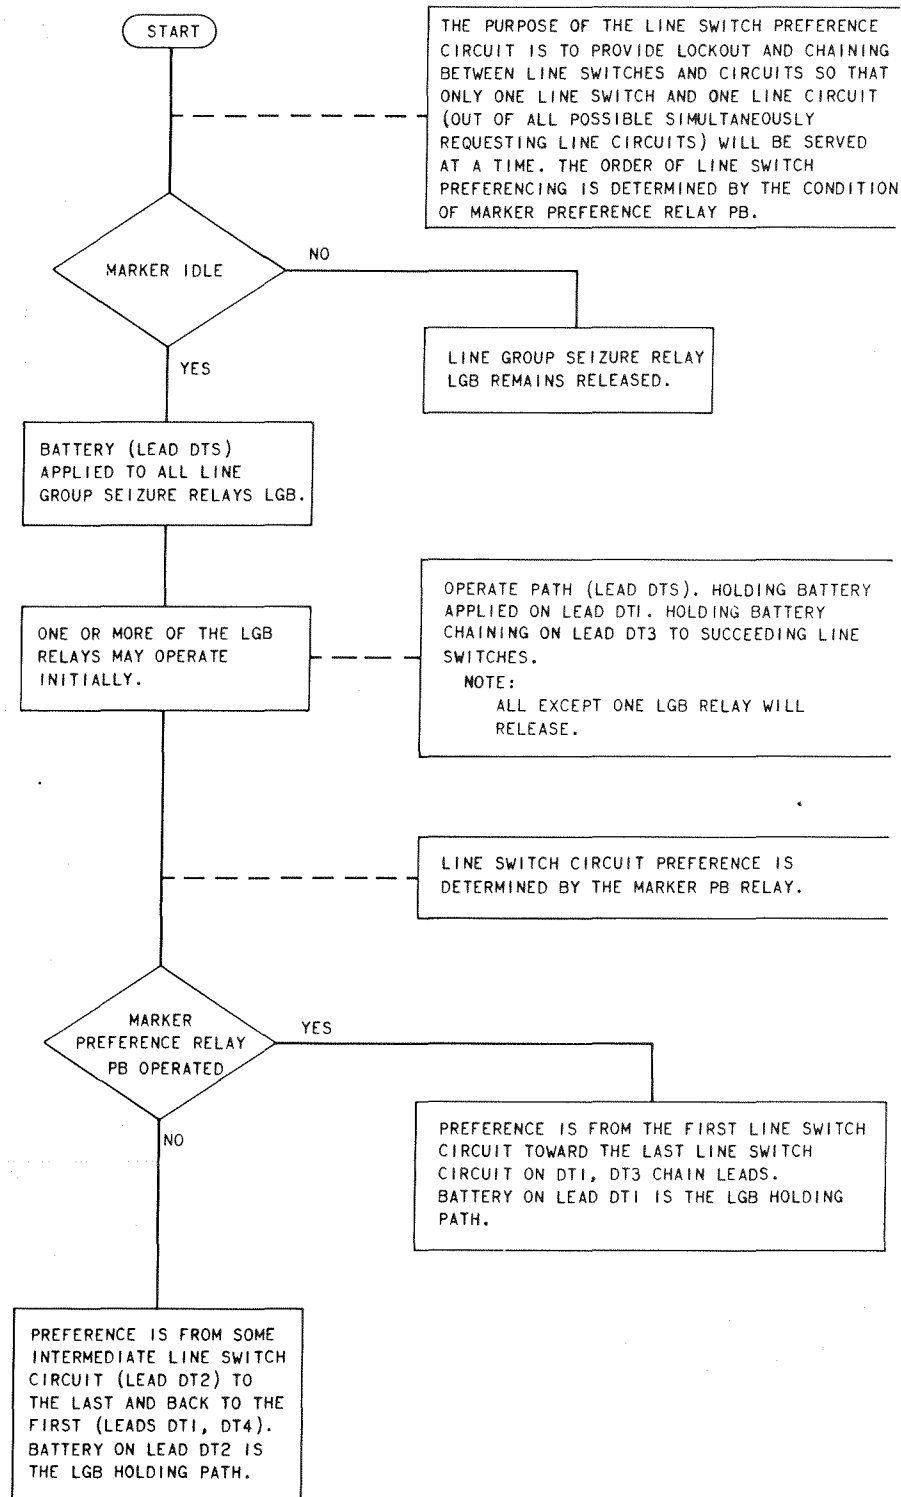 START
THE PURPOSE OF THE LINE SWITCH PREFERENCE
CIRCUIT IS TO PROVIDE LOCKOUT AND CHAINING
BETWEEN LINE SWITCHES AND CIRCUITS SO THAT
ONLY ONE LINE SWITCH AND ONE LINE CIRCUIT
(OUT OF ALL POSSIBLE SIMULTANEOUSLY
REQUESTING LINE CIRCUITS) WILL BE SERVED
AT A TIME. THE ORDER OF LINE SWITCH
PREFERENCING IS DETERMINED BY THE CONDITION
OF MARKER PREFERENCE RELAY PB.
MARKER IDLE
NO
LINE GROUP SEIZURE RELAY
LGB REMAINS RELEASED.
YES
BATTERY (LEAD DTS)
APPLIED TO ALL LINE
GROUP SEIZURE RELAYS LGB.
ONE OR MORE OF THE LGB
RELAYS MAY OPERATE
INITIALLY.
OPERATE PATH (LEAD DTS). HOLDING BATTERY
APPLIED ON LEAD DT1. HOLDING BATTERY
CHAINING ON LEAD DT3 TO SUCCEEDING LINE
SWITCHES.
NOTE:
ALL EXCEPT ONE LGB RELAY WILL
RELEASE.
LINE SWITCH CIRCUIT PREFERENCE IS
DETERMINED BY THE MARKER PB RELAY.
MARKER
PREFERENCE RELAY
PB OPERATED
YES
PREFERENCE IS FROM THE FIRST LINE SWITCH
CIRCUIT TOWARD THE LAST LINE SWITCH
CIRCUIT ON DT1, DT3 CHAIN LEADS.
BATTERY ON LEAD DT1 IS THE LGB HOLDING
PATH.
NO
PREFERENCE IS FROM SOME
INTERMEDIATE LINE SWITCH
CIRCUIT (LEAD DT2) TO
THE LAST AND BACK TO THE
FIRST (LEADS DT1, DT4).
BATTERY ON LEAD DT2 IS
THE LGB HOLDING PATH.